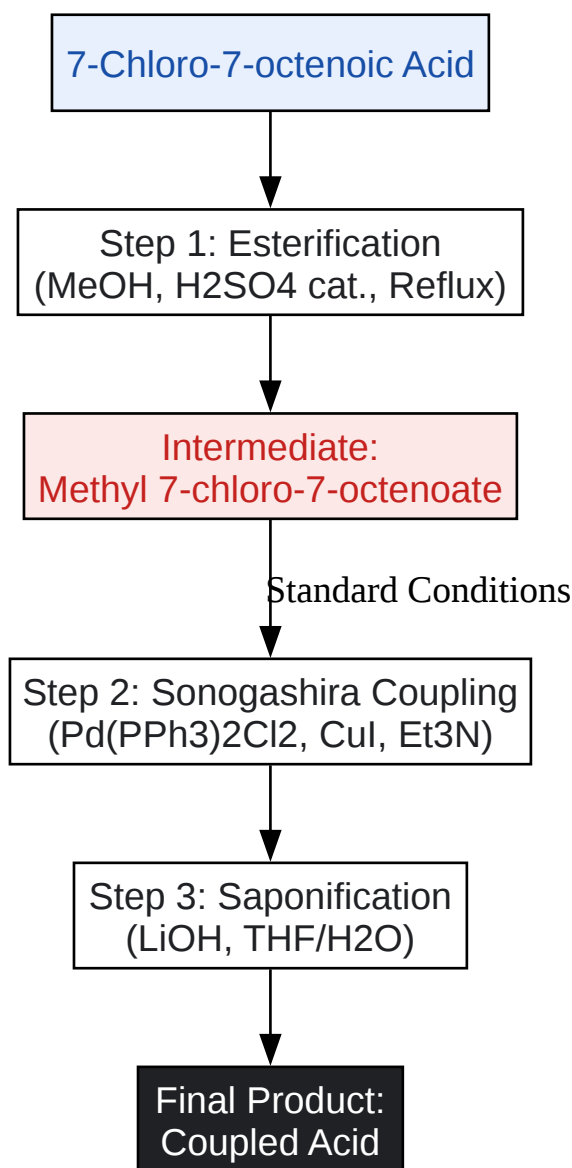 7-Chloro-7-octenoic Acid
Step 1: Esterification
(MeOH, H2SO4 cat., Reflux)
Intermediate:
Methyl 7-chloro-7-octenoate
Standard Conditions
Step 2: Sonogashira Coupling
(Pd(PPh3)2Cl2, CuI, Et3N)
Step 3: Saponification
(LiOH, THF/H2O)
Final Product:
Coupled Acid